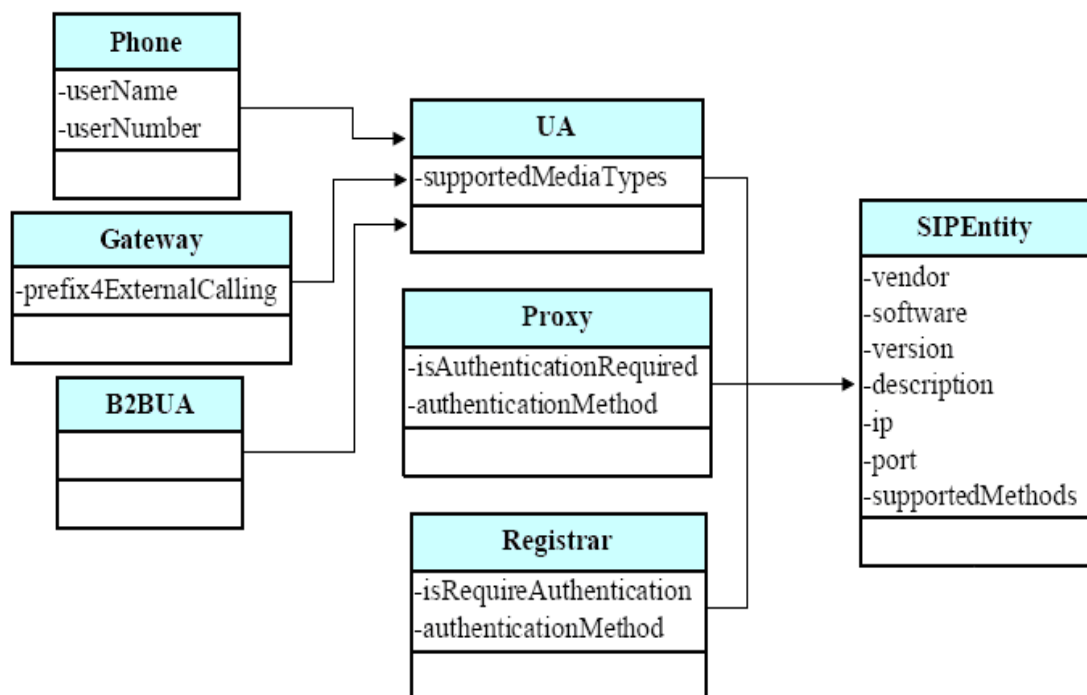 Phone
-userName
-userNumber
Gateway
-prefix4ExternalCalling
B2BUA
UA
-supportedMediaTypes
Proxy
-isAuthenticationRequired
-authenticationMethod
Registrar
-isRequireAuthentication
-authenticationMethod
SIPEntity
-vendor
-software
-version
-description
-ip
-port
-supportedMethods